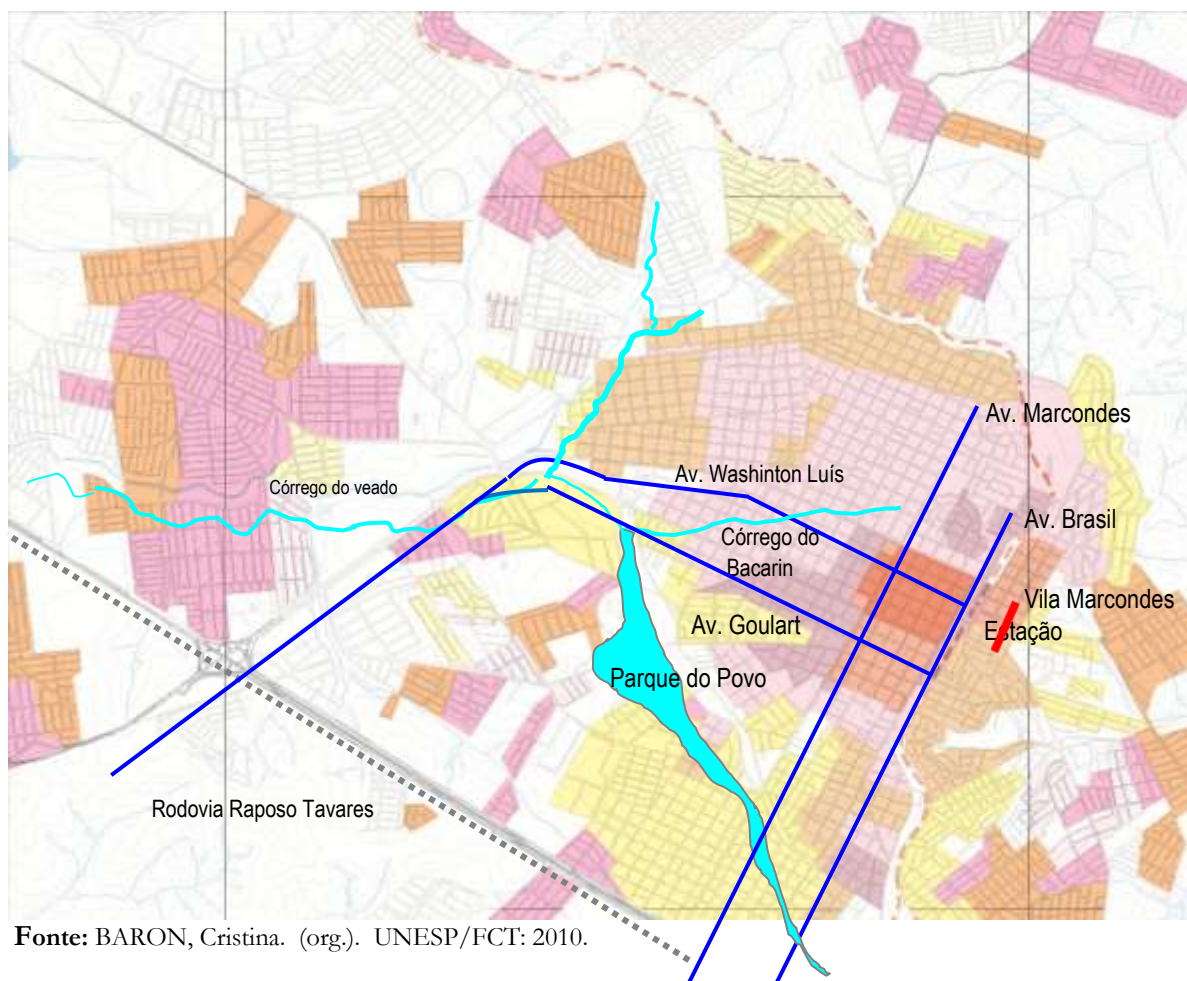 Av. Marcondes
Av. Washinton Luís
Córrego do veado
Av. Brasil
Córrego do
Bacarin
Vila Marcondes
Estação
Av. Goulart
Parque do Povo
Rodovia Raposo Tavares
Fonte: BARON, Cristina. (org.). UNESP/FCT: 2010.